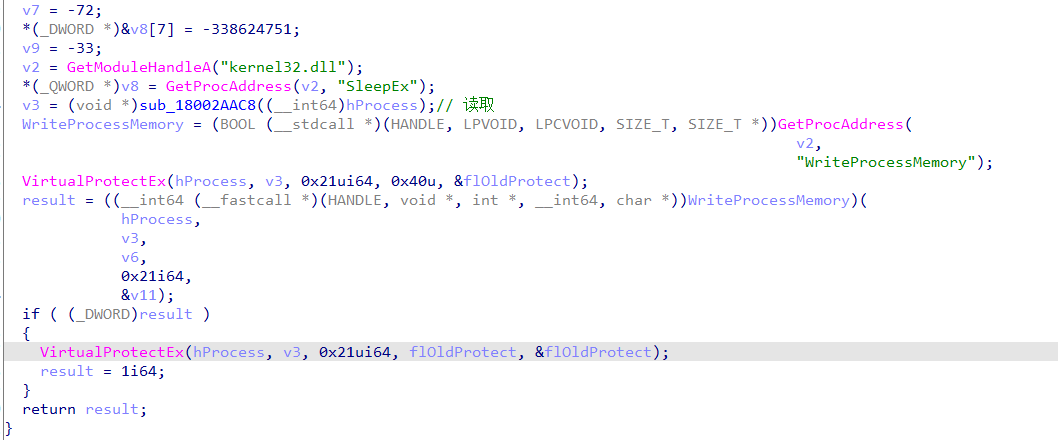 v7 = -72;
*(_DWORD *)&v8[7] = -338624751;
v9 = -33;
v2 = GetModuleHandleA("kernel32.dll");
*(_QWORD *)v8 = GetProcAddress(v2, "SleepEx");
v3 = (void *)sub_18002AAC8((__int64)hProcess);// 读取
WriteProcessMemory = (BOOL (__stdcall *)(HANDLE, LPVOID, LPCVOID, SIZE_T, SIZE_T *))GetProcAddress(
v2,
"WriteProcessMemory");
VirtualProtectEx(hProcess, v3, 0x21ui64, 0x40u, &flOldProtect);
result = ((__int64 (__fastcall *)(HANDLE, void *, int *, __int64, char *))WriteProcessMemory)(
hProcess,
v3,
v6,
0x21i64,
&v11);
if ( (_DWORD)result )
{
VirtualProtectEx(hProcess, v3, 0x21ui64, flOldProtect, &flOldProtect);
result = 1i64;
}
return result;
}